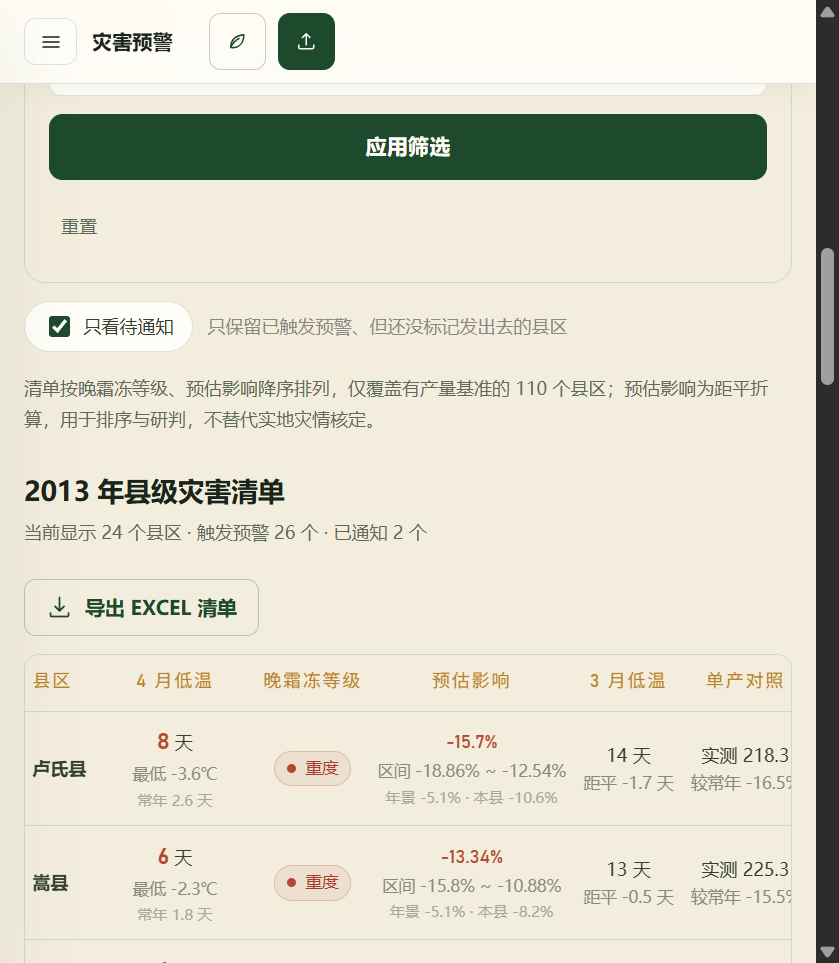 灾害预警
应用筛选
重置
只看待通知 只保留已触发预警、但还没标记发出去的县区
清单按晚霜冻等级、预估影响降序排列，仅覆盖有产量基准的 110 个县区；预估影响为距平折
算，用于排序与研判，不替代实地灾情核定。
2013 年县级灾害清单
当前显示 24 个县区 · 触发预警 26 个 · 已通知 2 个
导出 EXCEL 清单
县区 4 月低温 晚霜冻等级 预估影响 3 月低温 单产对照
卢氏县
8 天
最低 -3.6℃
常年 2.6 天
重度
-15.7%
区间 -18.86% ~ -12.54%
年景 -5.1% · 本县 -10.6%
14 天
距平 -1.7 天
实测 218.3
较常年 -16.5%
嵩县
6 天
最低 -2.3℃
常年 1.8 天
重度
-13.34%
区间 -15.8% ~ -10.88%
年景 -5.1% · 本县 -8.2%
13 天
距平 -0.5 天
实测 225.3
较常年 -15.5%